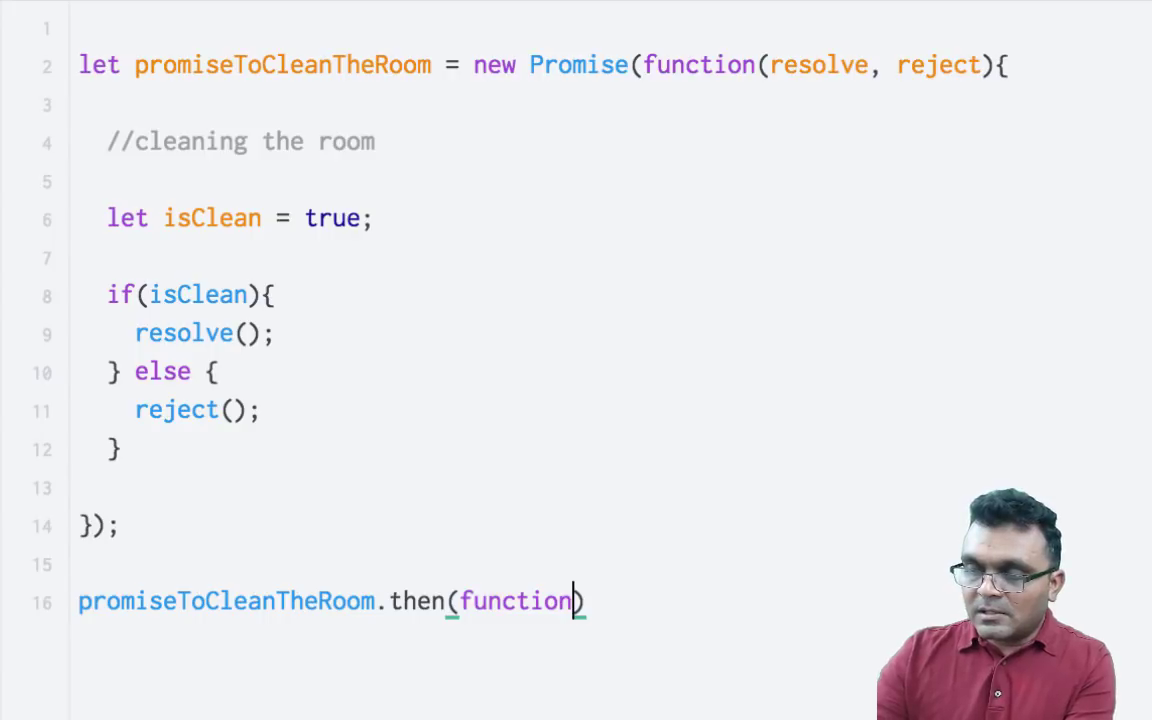 1
2 let promiseToCleanTheRoom = new Promise(function(resolve, reject){
3
4 //cleaning the room
5
6 let isClean = true;
7
8 if(isClean){
9 resolve();
10 } else {
11 reject();
12 }
13
14 });
15
16 promiseToCleanTheRoom.then(function)